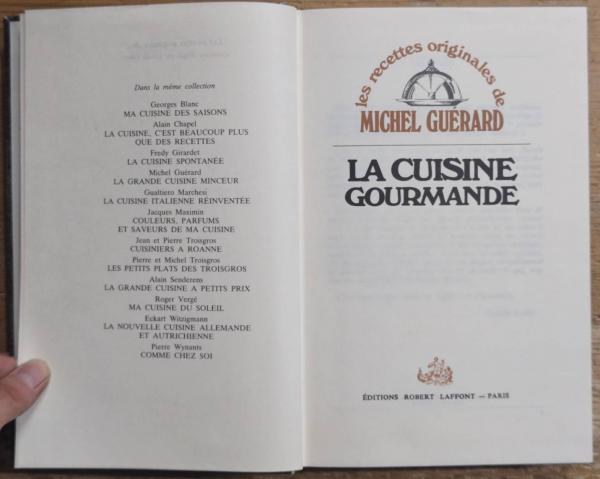 Dans la même collection
Georges Blanc
MA CUISINE DES SAISONS
Alain Chapel
LA CUISINE, C'EST BEAUCOUP PLUS
QUE DES RECETTES
Fredy Girardet
LA CUISINE SPONTANÉE
Michel Guérard
LA GRANDE CUISINE MINCEUR
Gualtiero Marchesi
LA CUISINE ITALIENNE RÉINVENTÉE
Jacques Maximin
COULEURS, PARFUMS
ET SAVEURS DE MA CUISINE
Jean et Pierre Troisgros
CUISINIERS A ROANNE
Pierre et Michel Troisgros
LES PETITS PLATS DES TROISGROS
Alain Senderens
LA GRANDE CUISINE A PETITS PRIX
Roger Vergé
MA CUISINE DU SOLEIL
Eckart Witzigmann
LA NOUVELLE CUISINE ALLEMANDE
ET AUTRICHIENNE
Pierre Wynants
COMME CHEZ SOI
les recettes originales de
MICHEL GUÉRARD
LA CUISINE
GOURMANDE
ÉDITIONS ROBERT LAFFONT — PARIS